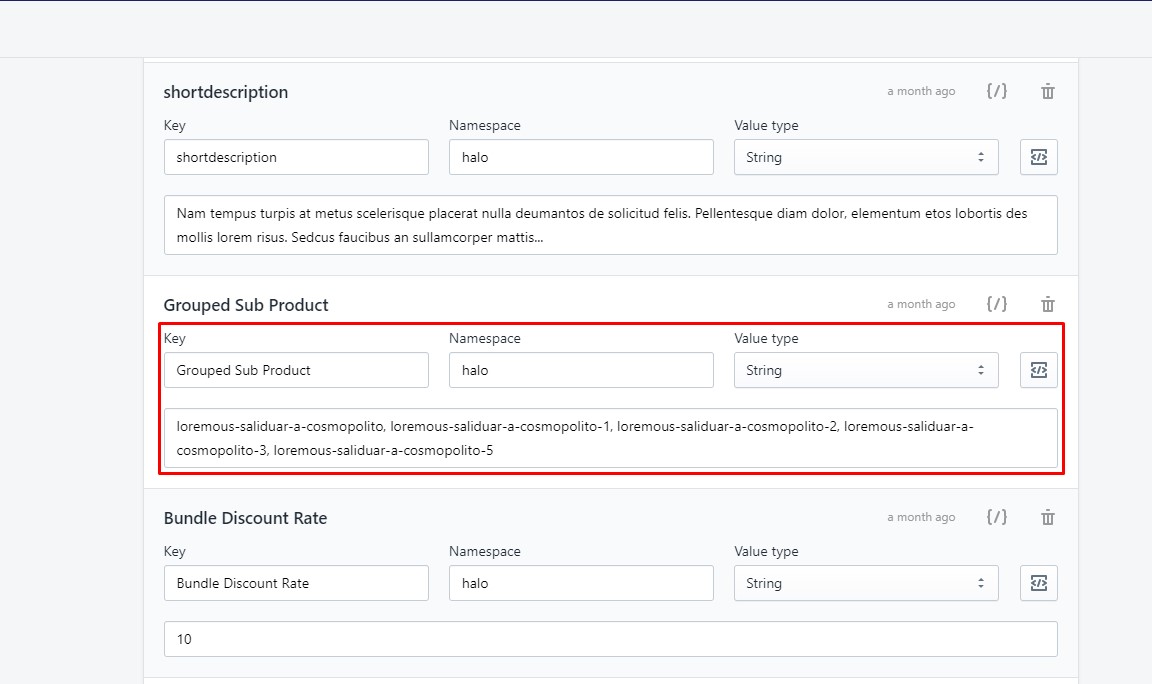 shortdescription a month ago {/}
Key Namespace Value type
shortdescription halo String </>
Nam tempus turpis at metus scelerisque placerat nulla deumantos de solicitud felis. Pellentesque diam dolor, elementum etos lobortis des
mollis lorem risus. Sedcus faucibus an sullamcorper mattis...
Grouped Sub Product a month ago {/}
Key Namespace Value type
Grouped Sub Product halo String </>
loremous-saliduar-a-cosmopolito, loremous-saliduar-a-cosmopolito-1, loremous-saliduar-a-cosmopolito-2, loremous-saliduar-a-
cosmopolito-3, loremous-saliduar-a-cosmopolito-5
Bundle Discount Rate a month ago {/}
Key Namespace Value type
Bundle Discount Rate halo String </>
10